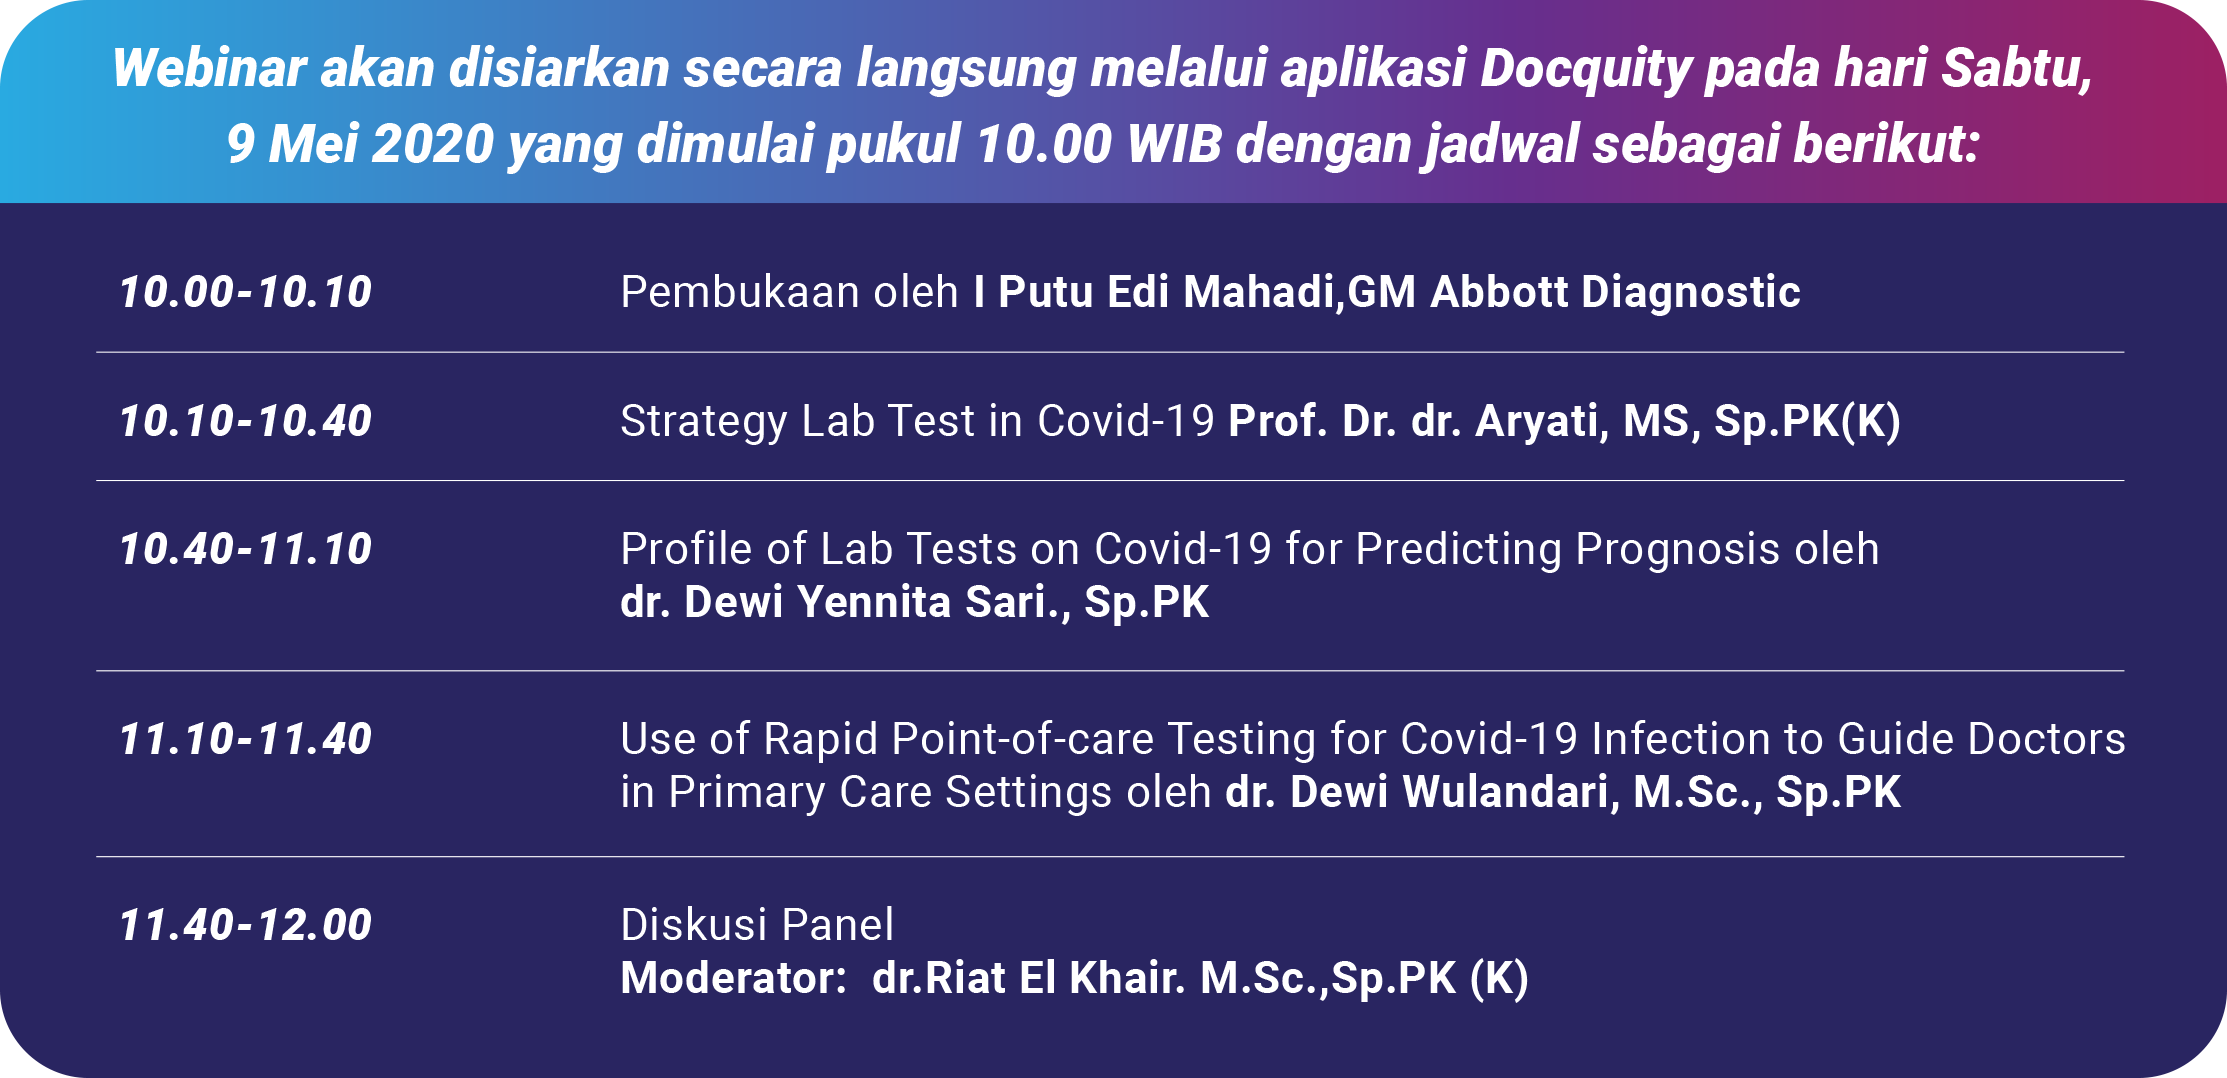 Webinar akan disiarkan secara langsung melalui aplikasi Docquity pada hari Sabtu,
9 Mei 2020 yang dimulai pukul 10.00 WIB dengan jadwal sebagai berikut:
10.00-10.10 Pembukaan oleh I Putu Edi Mahadi,GM Abbott Diagnostic
10.10-10.40 Strategy Lab Test in Covid-19 Prof. Dr. dr. Aryati, MS, Sp.PK(K)
10.40-11.10 Profile of Lab Tests on Covid-19 for Predicting Prognosis oleh
dr. Dewi Yennita Sari., Sp.PK
11.10-11.40 Use of Rapid Point-of-care Testing for Covid-19 Infection to Guide Doctors
in Primary Care Settings oleh dr. Dewi Wulandari, M.Sc., Sp.PK
11.40-12.00 Diskusi Panel
Moderator: dr.Riat El Khair. M.Sc.,Sp.PK (K)